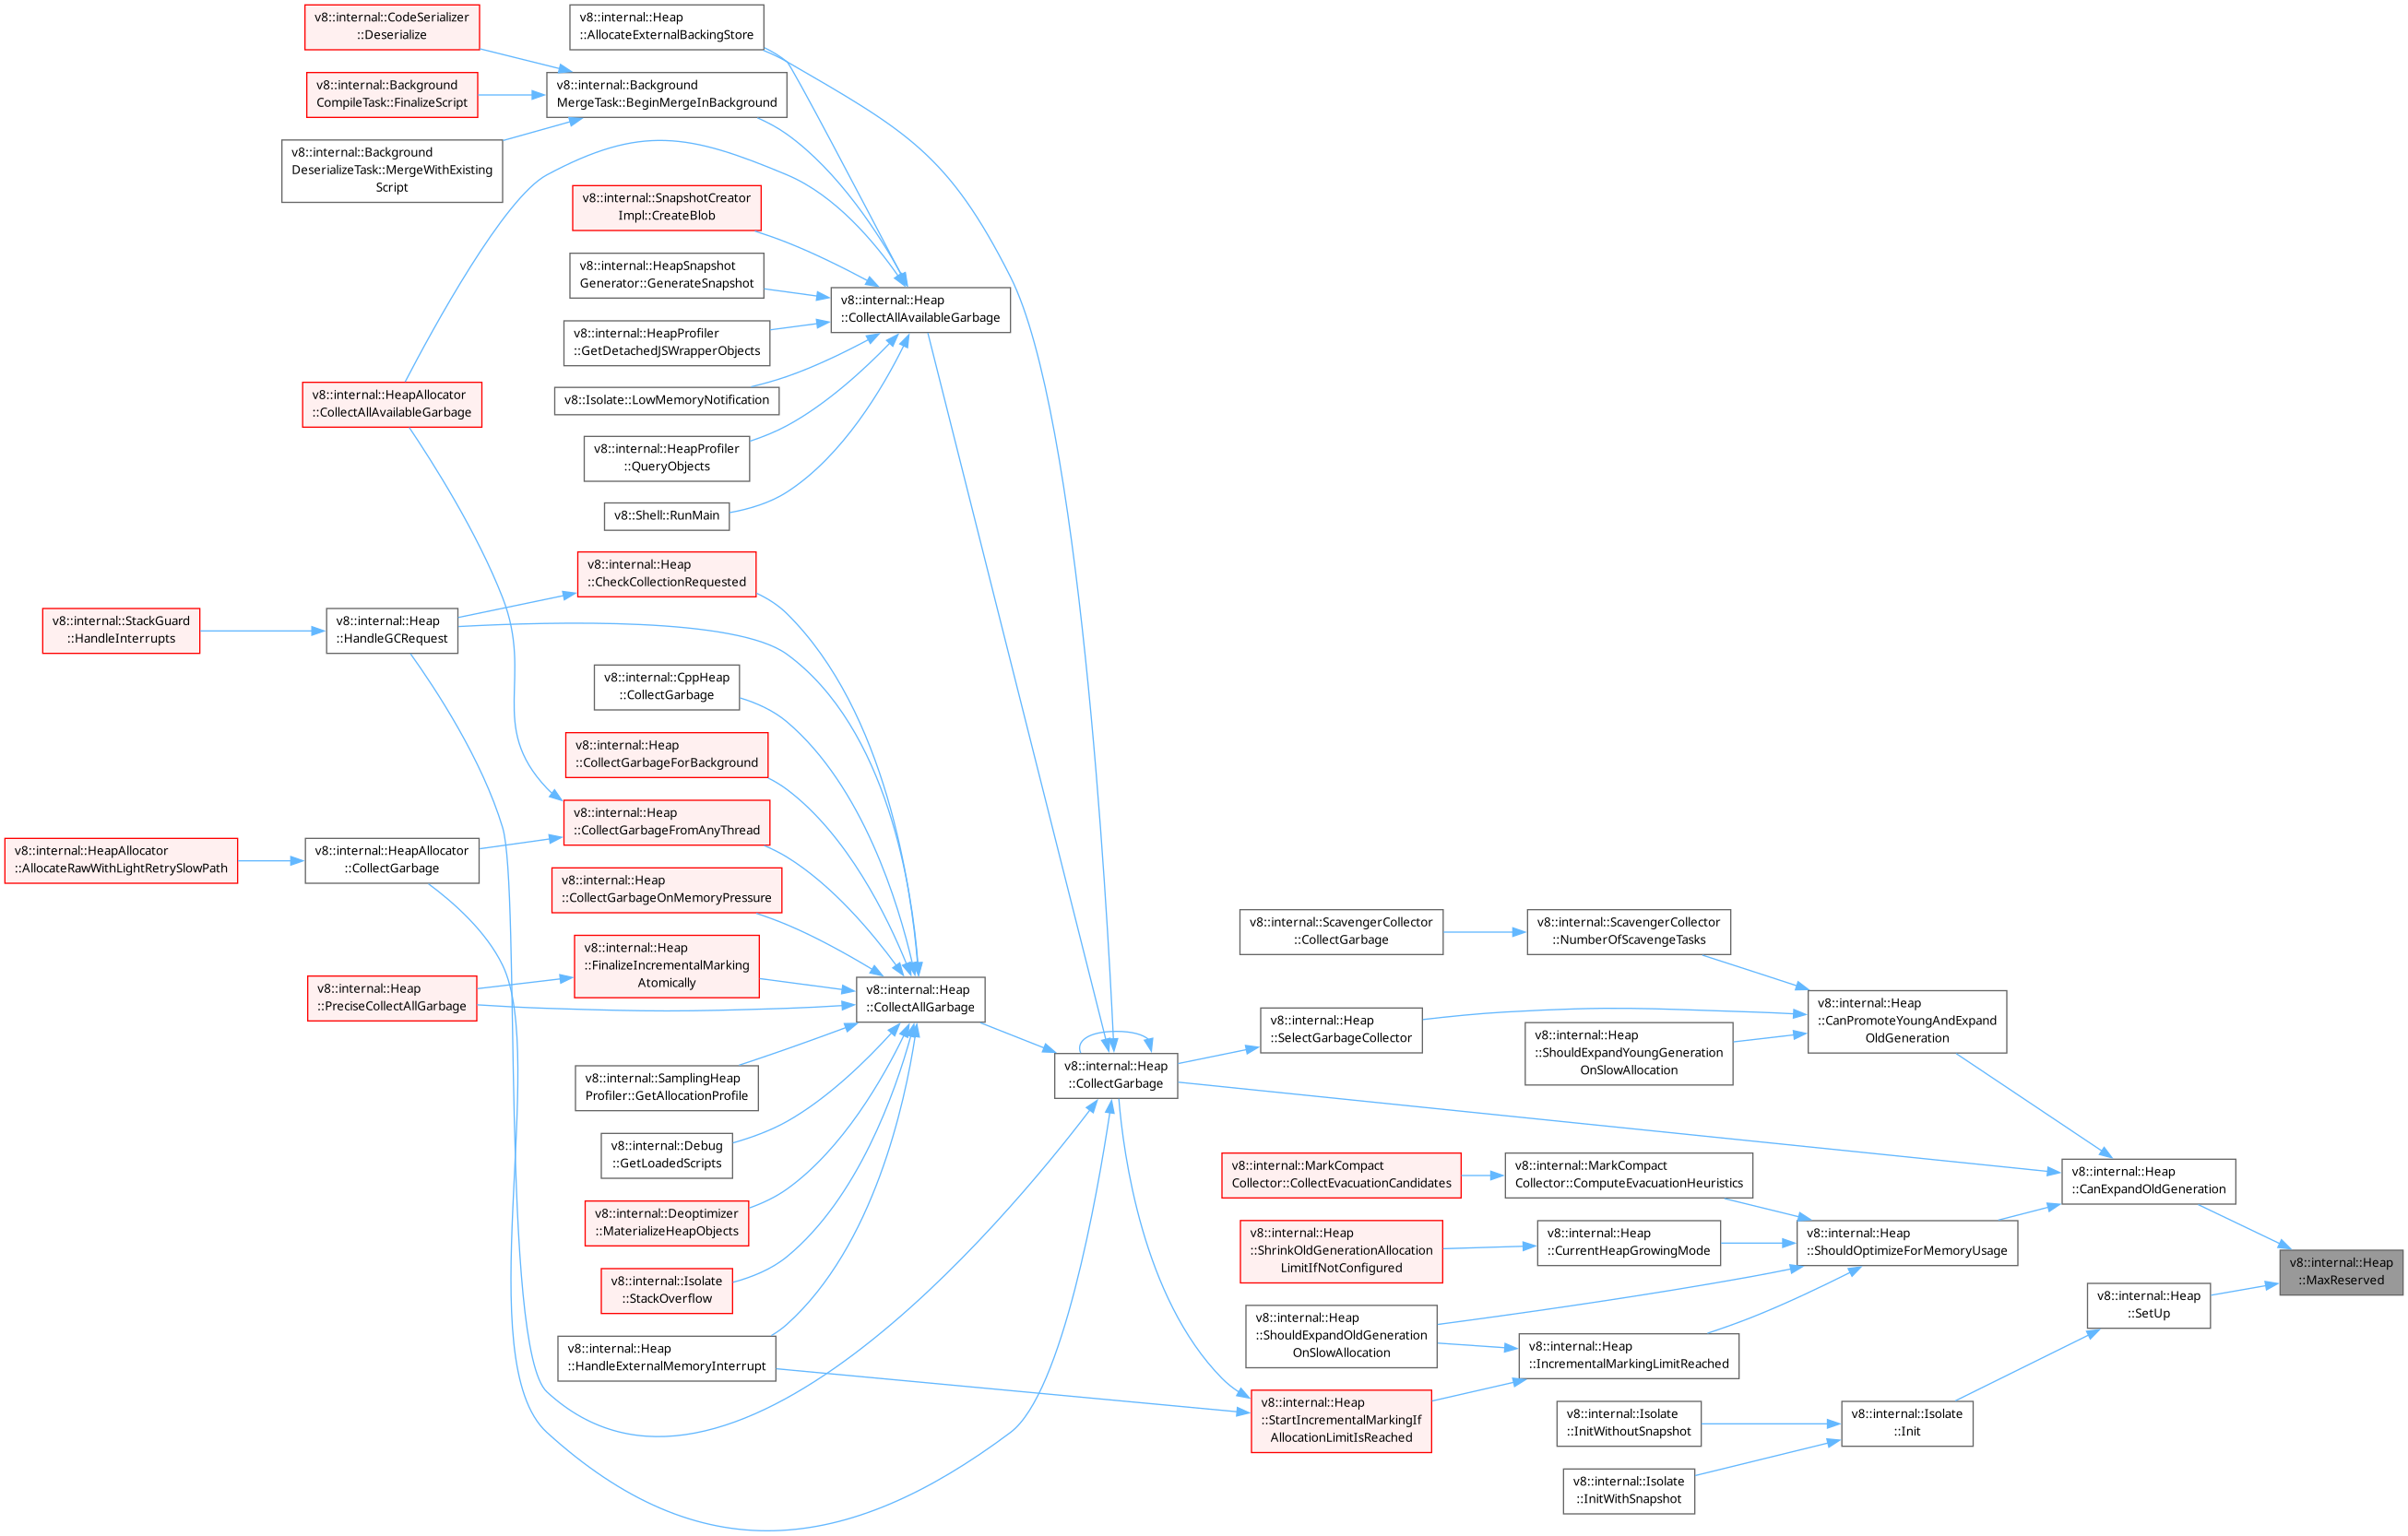 v8::internal::CodeSerializer
::Deserialize
v8::internal::Heap
::AllocateExternalBackingStore
v8::internal::Background
CompileTask::FinalizeScript
v8::internal::Background
MergeTask::BeginMergeInBackground
v8::internal::Background
DeserializeTask::MergeWithExisting
Script
v8::internal::SnapshotCreator
Impl::CreateBlob
v8::internal::HeapSnapshot
Generator::GenerateSnapshot
v8::internal::Heap
::CollectAllAvailableGarbage
v8::internal::HeapProfiler
::GetDetachedJSWrapperObjects
v8::internal::HeapAllocator
::CollectAllAvailableGarbage
v8::Isolate::LowMemoryNotification
v8::internal::HeapProfiler
::QueryObjects
v8::Shell::RunMain
v8::internal::Heap
::CheckCollectionRequested
v8::internal::StackGuard
::HandleInterrupts
v8::internal::Heap
::HandleGCRequest
v8::internal::CppHeap
::CollectGarbage
v8::internal::Heap
::CollectGarbageForBackground
v8::internal::Heap
::CollectGarbageFromAnyThread
v8::internal::HeapAllocator
::AllocateRawWithLightRetrySlowPath
v8::internal::HeapAllocator
::CollectGarbage
v8::internal::Heap
::CollectGarbageOnMemoryPressure
v8::internal::ScavengerCollector
::CollectGarbage
v8::internal::ScavengerCollector
::NumberOfScavengeTasks
v8::internal::Heap
::FinalizeIncrementalMarking
Atomically
v8::internal::Heap
::PreciseCollectAllGarbage
v8::internal::Heap
::CollectAllGarbage
v8::internal::Heap
::CanPromoteYoungAndExpand
OldGeneration
v8::internal::Heap
::SelectGarbageCollector
v8::internal::Heap
::ShouldExpandYoungGeneration
OnSlowAllocation
v8::internal::SamplingHeap
Profiler::GetAllocationProfile
v8::internal::Heap
::CollectGarbage
v8::internal::Debug
::GetLoadedScripts
v8::internal::MarkCompact
Collector::CollectEvacuationCandidates
v8::internal::MarkCompact
Collector::ComputeEvacuationHeuristics
v8::internal::Heap
::CanExpandOldGeneration
v8::internal::Deoptimizer
::MaterializeHeapObjects
v8::internal::Heap
::ShrinkOldGenerationAllocation
LimitIfNotConfigured
v8::internal::Heap
::CurrentHeapGrowingMode
v8::internal::Heap
::ShouldOptimizeForMemoryUsage
v8::internal::Heap
::MaxReserved
v8::internal::Isolate
::StackOverflow
v8::internal::Heap
::SetUp
v8::internal::Heap
::ShouldExpandOldGeneration
OnSlowAllocation
v8::internal::Heap
::HandleExternalMemoryInterrupt
v8::internal::Heap
::IncrementalMarkingLimitReached
v8::internal::Heap
::StartIncrementalMarkingIf
AllocationLimitIsReached
v8::internal::Isolate
::InitWithoutSnapshot
v8::internal::Isolate
::Init
v8::internal::Isolate
::InitWithSnapshot